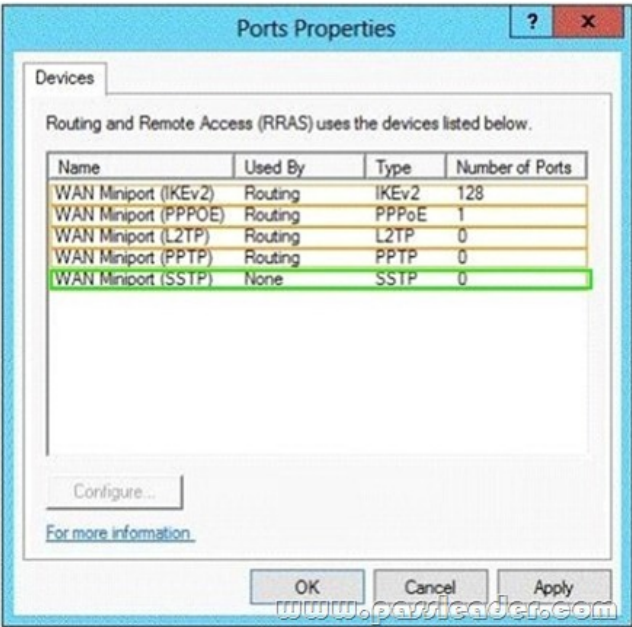 Ports Properties
? x
Devices
Routing and Remote Access (RRAS) uses the devices listed below.
Name Used By Type Number of Ports
WAN Miniport (IKEv2) Routing IKEv2 128
WAN Miniport (PPPOE) Routing PPPoE 1
WAN Miniport (L2TP) Routing L2TP 0
WAN Miniport (PPTP) Routing PPTP 0
WAN Miniport (SSTP) None SSTP 0
Configure...
For more information.
OK Cancel Apply
www.passleader.com